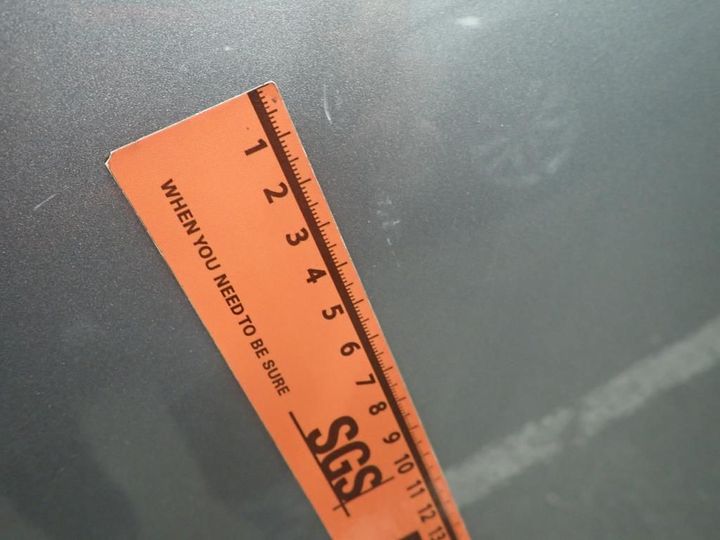 1 2 3 4 5 6 7 8 9 10 11 12 13
WHEN YOU NEED TO BE SURE
SGS